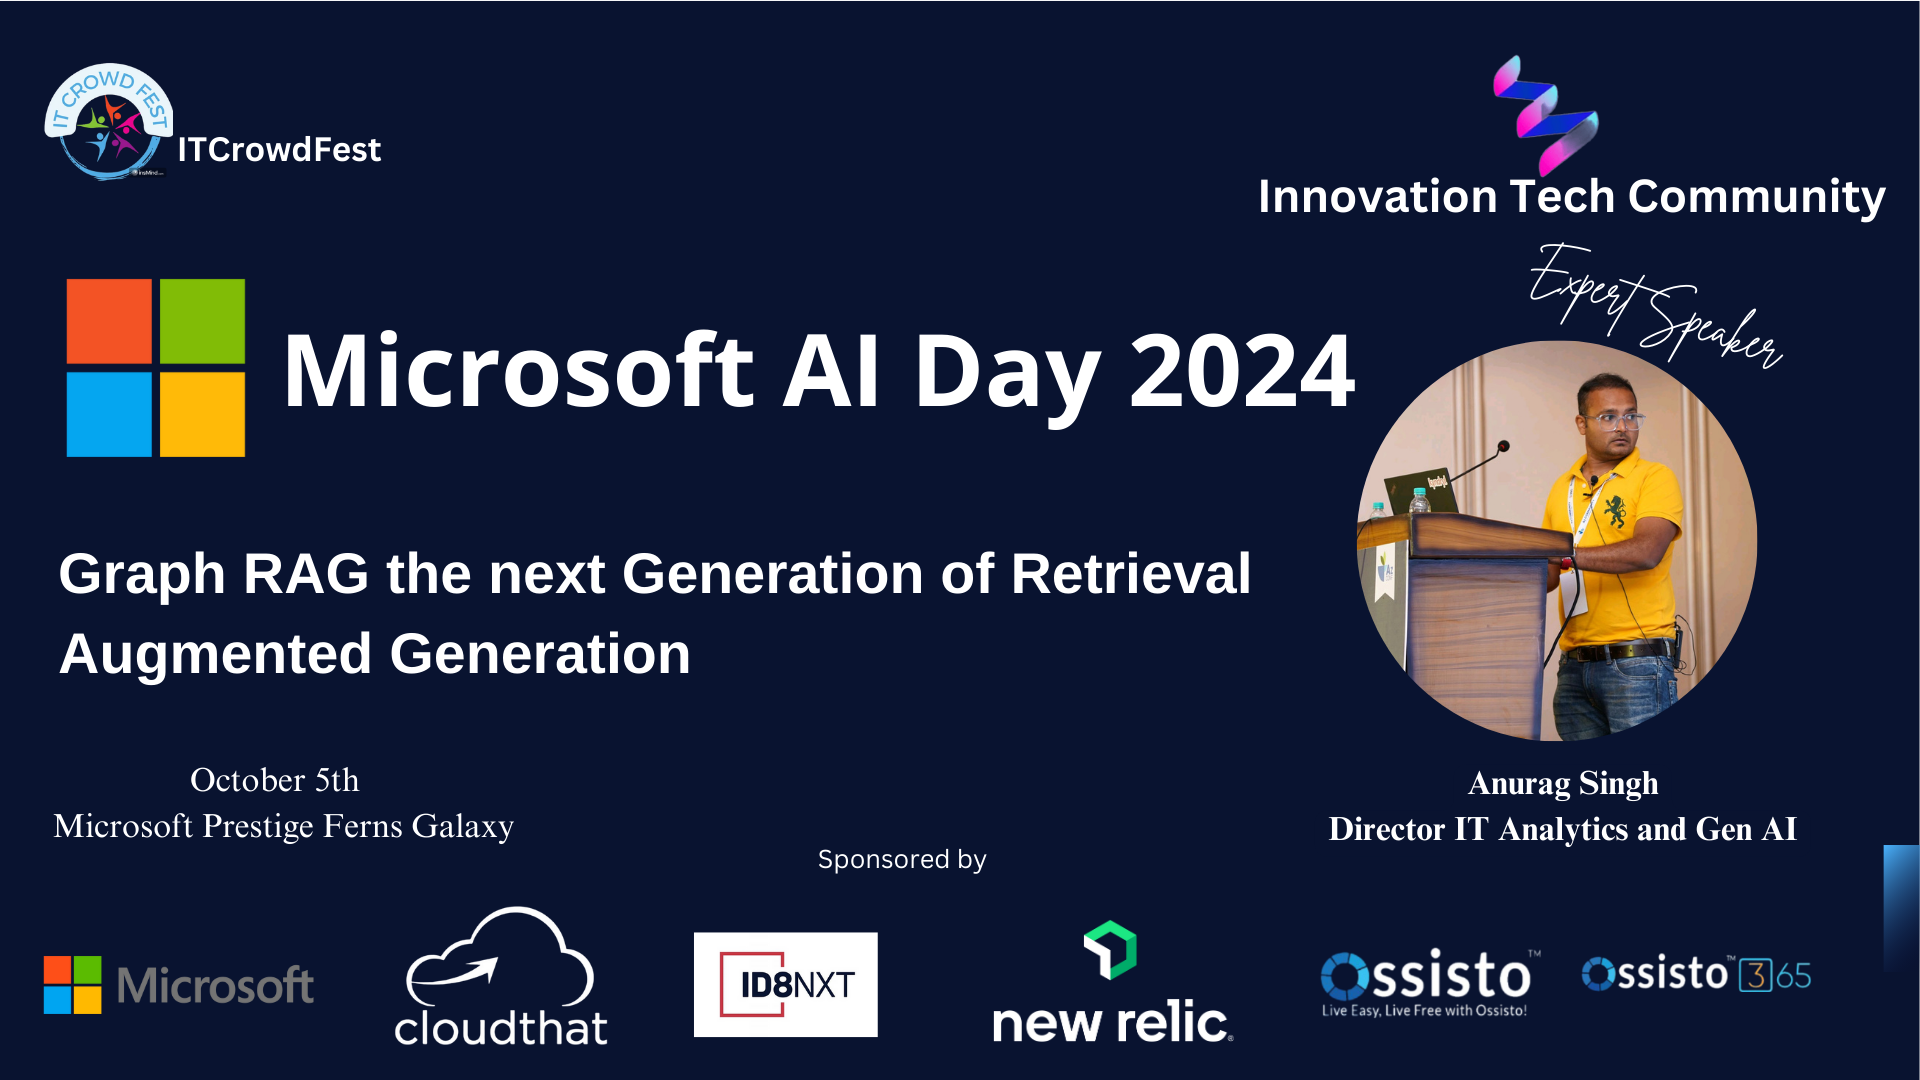 IT CROWD FEST
ITCrowdFest
Innovation Tech Community
Expert Speaker
Microsoft AI Day 2024
Graph RAG the next Generation of Retrieval
Augmented Generation
October 5th
Microsoft Prestige Ferns Galaxy
Anurag Singh
Director IT Analytics and Gen AI
Sponsored by
Microsoft
cloudthat
ID8NXT
new relic®
Ossisto™
Live Easy, Live Free with Ossisto!
Ossisto™ 365